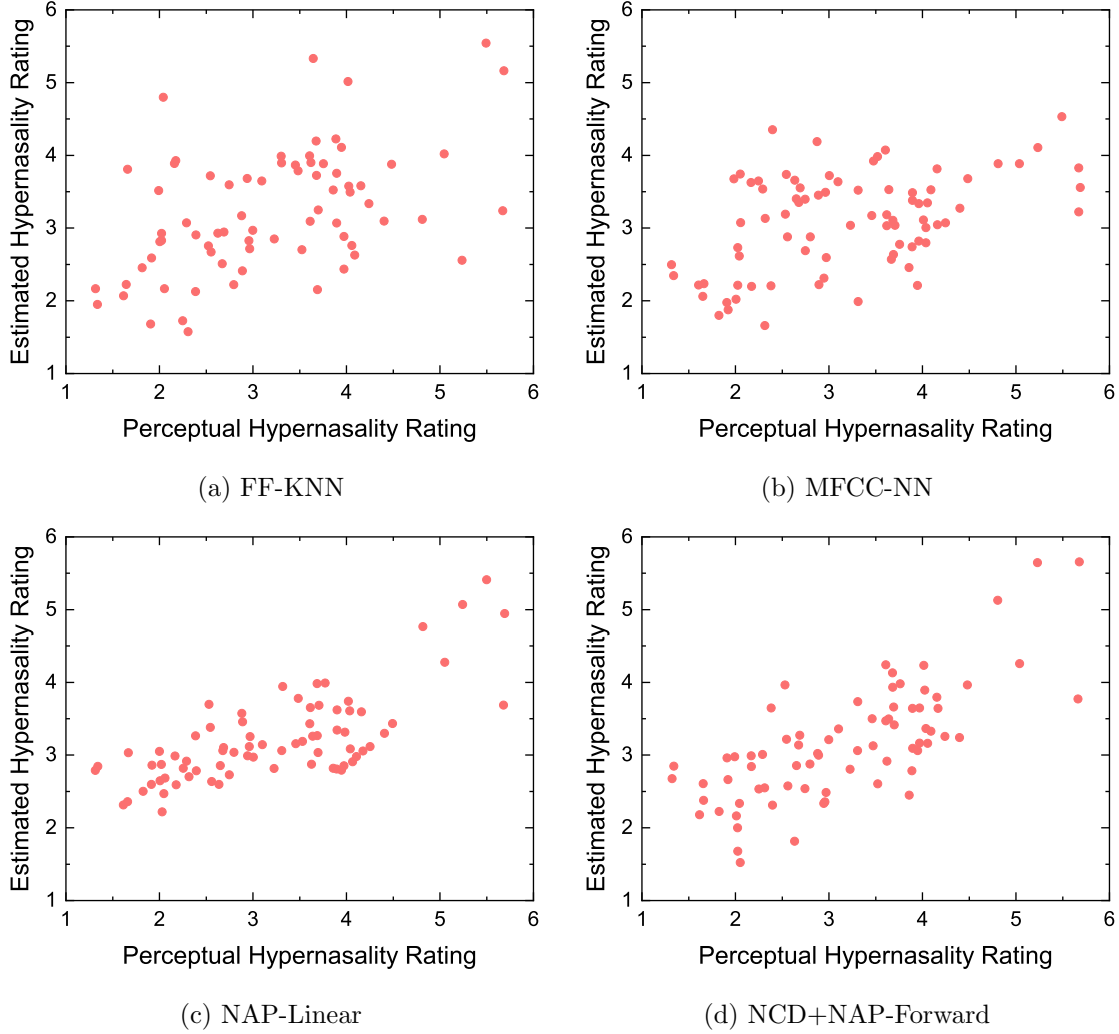 6
5
4
3
2
1
Estimated Hypernasality Rating
1 2 3 4 5 6
Perceptual Hypernasality Rating
(a) FF-KNN
6
5
4
3
2
1
Estimated Hypernasality Rating
1 2 3 4 5 6
Perceptual Hypernasality Rating
(b) MFCC-NN
6
5
4
3
2
1
Estimated Hypernasality Rating
1 2 3 4 5 6
Perceptual Hypernasality Rating
(c) NAP-Linear
6
5
4
3
2
1
Estimated Hypernasality Rating
1 2 3 4 5 6
Perceptual Hypernasality Rating
(d) NCD+NAP-Forward